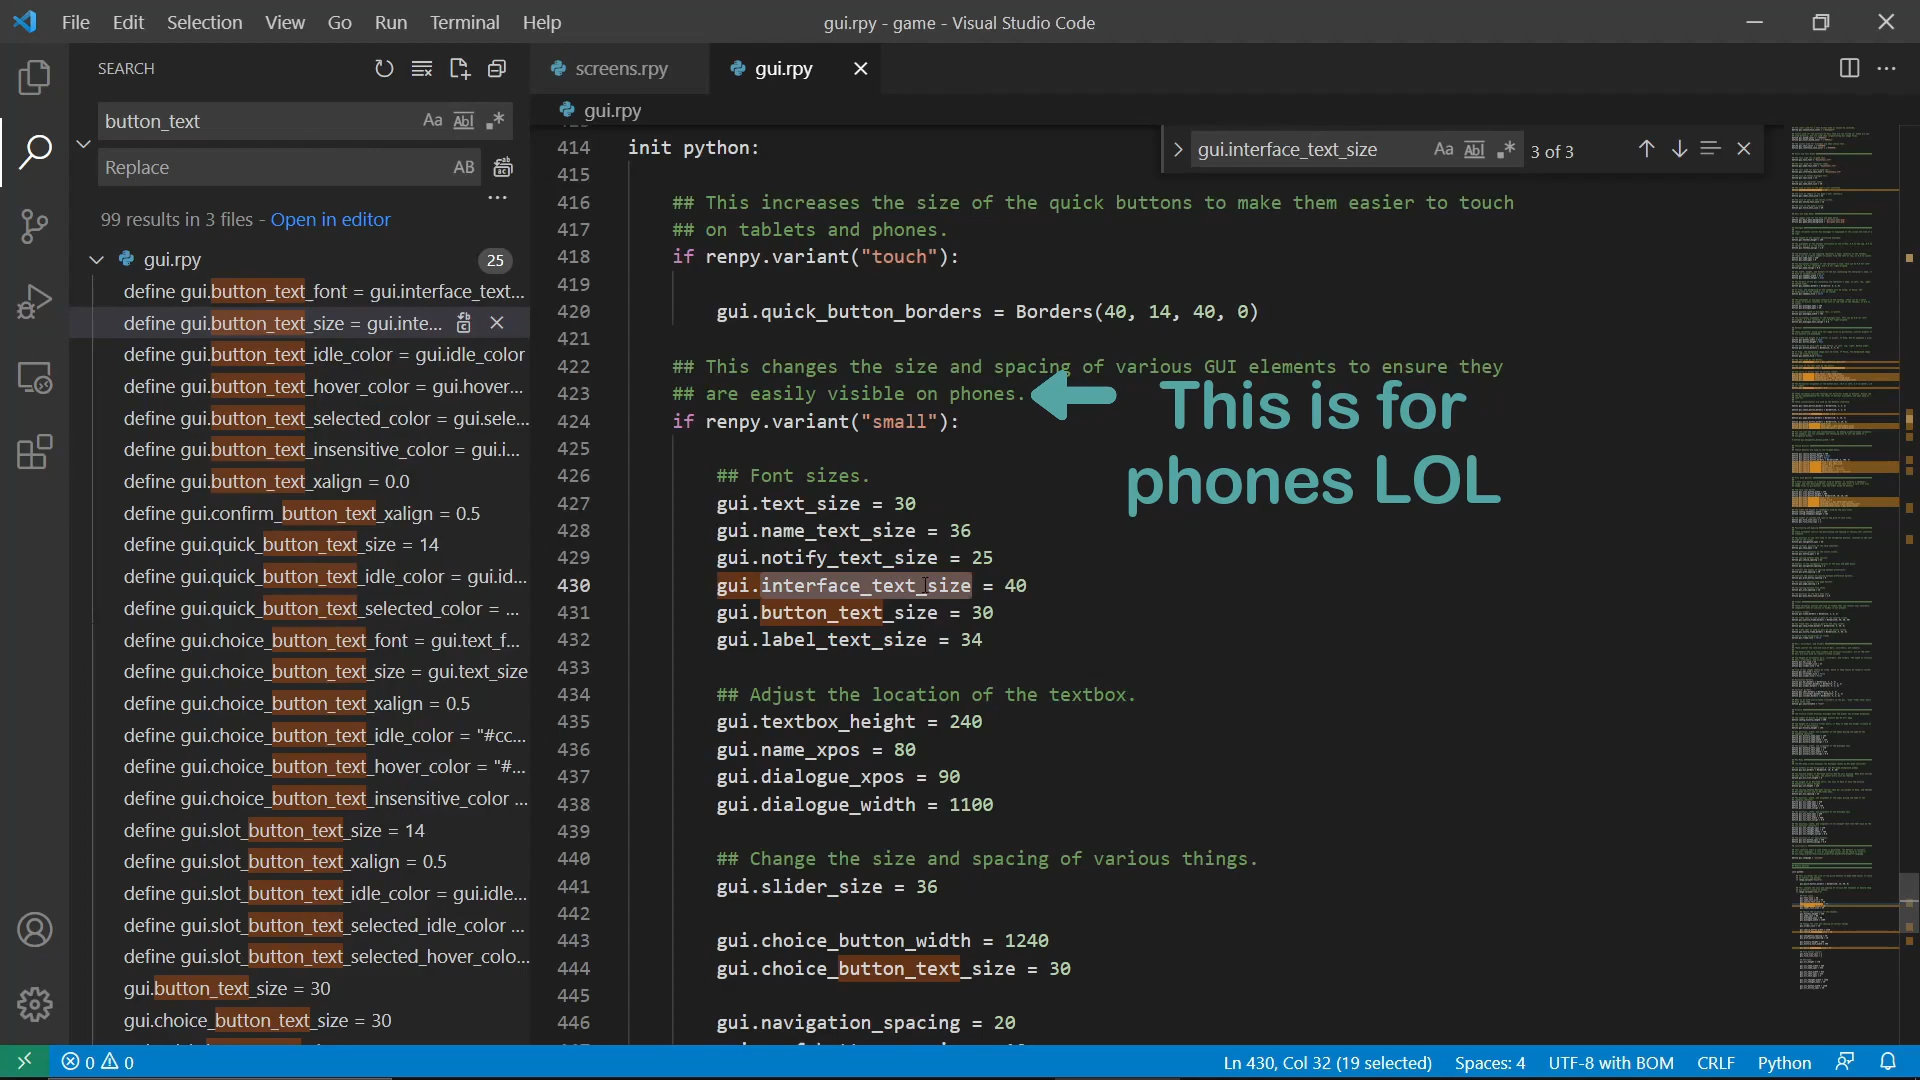 File Edit Selection View Go Run Terminal Help
gui.rpy - game - Visual Studio Code
SEARCH
button_text
Aa Abl .*
Replace
AB
99 results in 3 files - Open in editor
gui.rpy 25
define gui.button_text_font = gui.interface_text...
define gui.button_text_size = gui.inte...
define gui.button_text_idle_color = gui.idle_color
define gui.button_text_hover_color = gui.hover...
define gui.button_text_selected_color = gui.sele...
define gui.button_text_insensitive_color = gui.i...
define gui.button_text_xalign = 0.0
define gui.confirm_button_text_xalign = 0.5
define gui.quick_button_text_size = 14
define gui.quick_button_text_idle_color = gui.id...
define gui.quick_button_text_selected_color = ...
define gui.choice_button_text_font = gui.text_f...
define gui.choice_button_text_size = gui.text_size
define gui.choice_button_text_xalign = 0.5
define gui.choice_button_text_idle_color = "#cc...
define gui.choice_button_text_hover_color = "#...
define gui.choice_button_text_insensitive_color ...
define gui.slot_button_text_size = 14
define gui.slot_button_text_xalign = 0.5
define gui.slot_button_text_idle_color = gui.idle...
define gui.slot_button_text_selected_idle_color ...
define gui.slot_button_text_selected_hover_colo...
gui.button_text_size = 30
gui.choice_button_text_size = 30
screens.rpy
gui.rpy
gui.rpy
gui.interface_text_size
Aa Abl .*
3 of 3
414 init python:
415
416 ## This increases the size of the quick buttons to make them easier to touch
417 ## on tablets and phones.
418 if renpy.variant("touch"):
419
420 gui.quick_button_borders = Borders(40, 14, 40, 0)
421
422 ## This changes the size and spacing of various GUI elements to ensure they
423 ## are easily visible on phones.
424 if renpy.variant("small"):
425
426 ## Font sizes.
427 gui.text_size = 30
428 gui.name_text_size = 36
429 gui.notify_text_size = 25
430 gui.interface_text_size = 40
431 gui.button_text_size = 30
432 gui.label_text_size = 34
433
434 ## Adjust the location of the textbox.
435 gui.textbox_height = 240
436 gui.name_xpos = 80
437 gui.dialogue_xpos = 90
438 gui.dialogue_width = 1100
439
440 ## Change the size and spacing of various things.
441 gui.slider_size = 36
442
443 gui.choice_button_width = 1240
444 gui.choice_button_text_size = 30
445
446 gui.navigation_spacing = 20
This is for
phones LOL
0 0
Ln 430, Col 32 (19 selected) Spaces: 4 UTF-8 with BOM CRLF Python